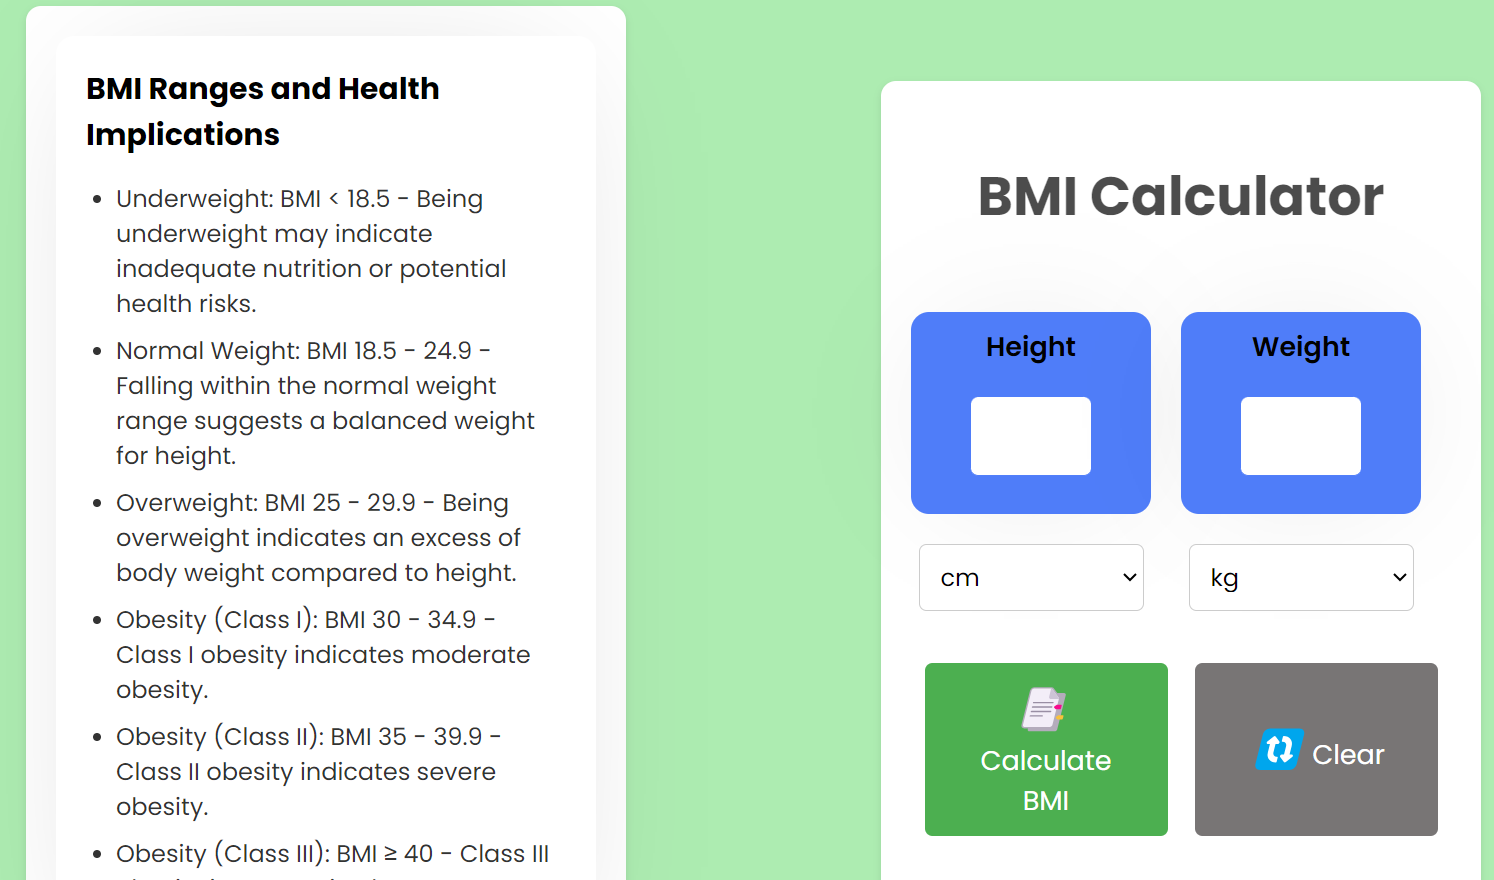 BMI Ranges and Health
Implications
• Underweight: BMI < 18.5 - Being
underweight may indicate
inadequate nutrition or potential
health risks.
• Normal Weight: BMI 18.5 - 24.9 -
Falling within the normal weight
range suggests a balanced weight
for height.
• Overweight: BMI 25 - 29.9 - Being
overweight indicates an excess of
body weight compared to height.
• Obesity (Class I): BMI 30 - 34.9 -
Class I obesity indicates moderate
obesity.
• Obesity (Class II): BMI 35 - 39.9 -
Class II obesity indicates severe
obesity.
• Obesity (Class III): BMI ≥ 40 - Class III
BMI Calculator
Height
Weight
cm
kg
Calculate
BMI
Clear